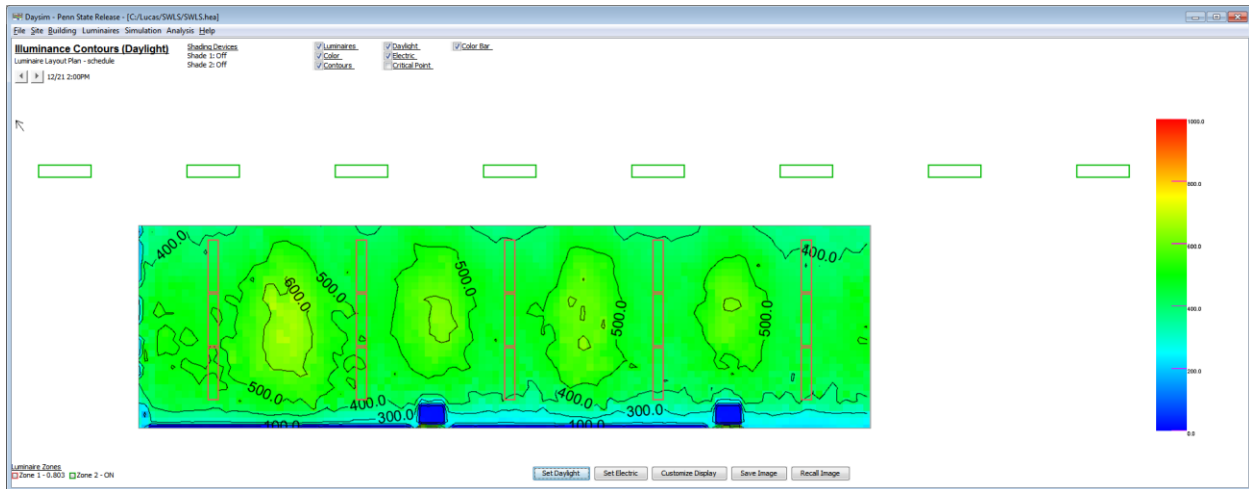 Daysim - Penn State Release - [C:/Lucas/SWLS/SWLS.hex]
File Site Building Luminaires Simulation Analysis Help
Illuminance Contours (Daylight)
Luminaire Layout Plan - schedule
12/21 2:00PM
Shading Devices
Shade 1: Off
Shade 2: Off
Luminaires
Color
Contours
Daylight
Electric
Critical Point
Color Bar
1000.0
800.0
600.0
400.0
200.0
0.0
400.0
600.0
500.0
500.0
500.0
500.0
400.0
500.0
400.0
300.0
400.0
300.0
100.0
100.0
Luminaire Zones
Zone 1 - 0.803 Zone 2 - ON
Set Daylight Set Electric Customize Display Save Image Recall Image